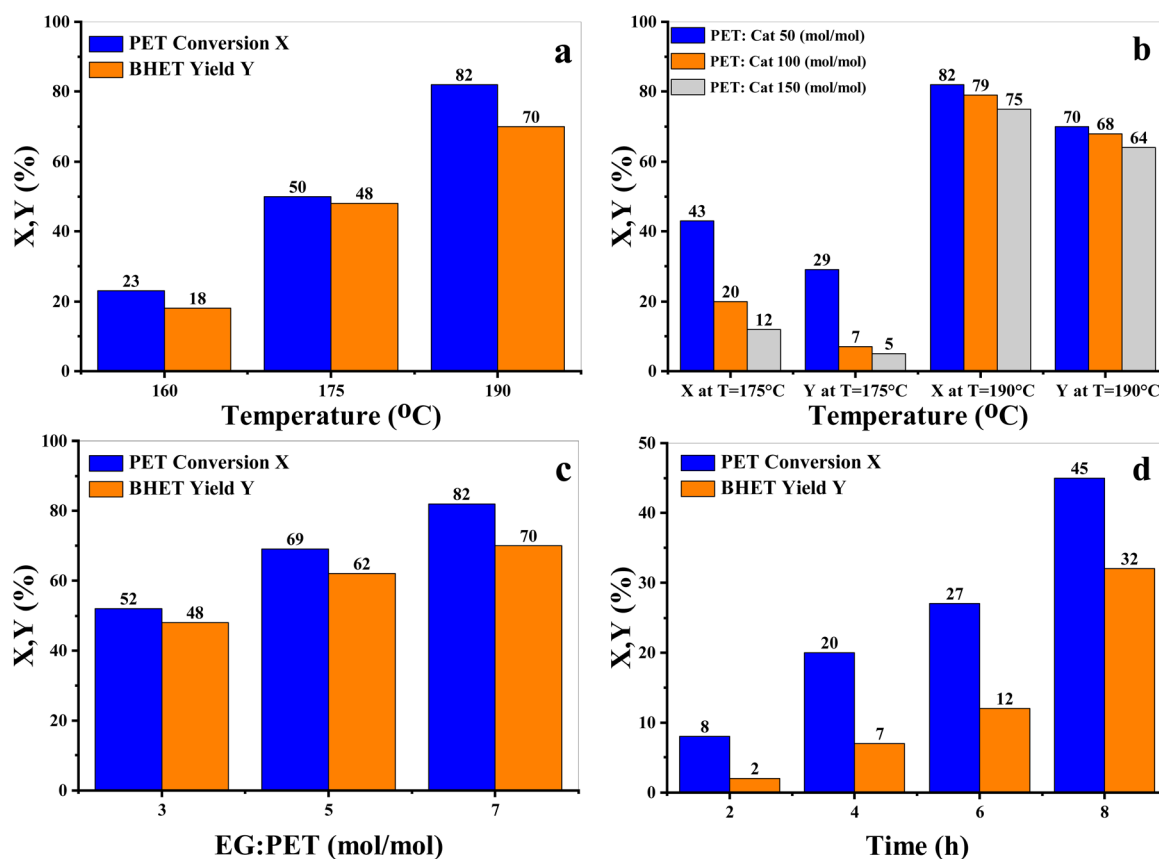 a
PET Conversion X
BHET Yield Y
X,Y (%)
100
80
60
40
20
0
23
18
50
48
82
70
160 175 190
Temperature (⁰C)
b
PET: Cat 50 (mol/mol)
PET: Cat 100 (mol/mol)
PET: Cat 150 (mol/mol)
X,Y (%)
100
80
60
40
20
0
43
20
12
29
7
5
82
79
75
70
68
64
X at T=175°C Y at T=175°C X at T=190°C Y at T=190°C
Temperature (⁰C)
c
PET Conversion X
BHET Yield Y
X,Y (%)
100
80
60
40
20
0
52
48
69
62
82
70
3 5 7
EG:PET (mol/mol)
d
PET Conversion X
BHET Yield Y
X,Y (%)
50
40
30
20
10
0
8
2
20
7
27
12
45
32
2 4 6 8
Time (h)